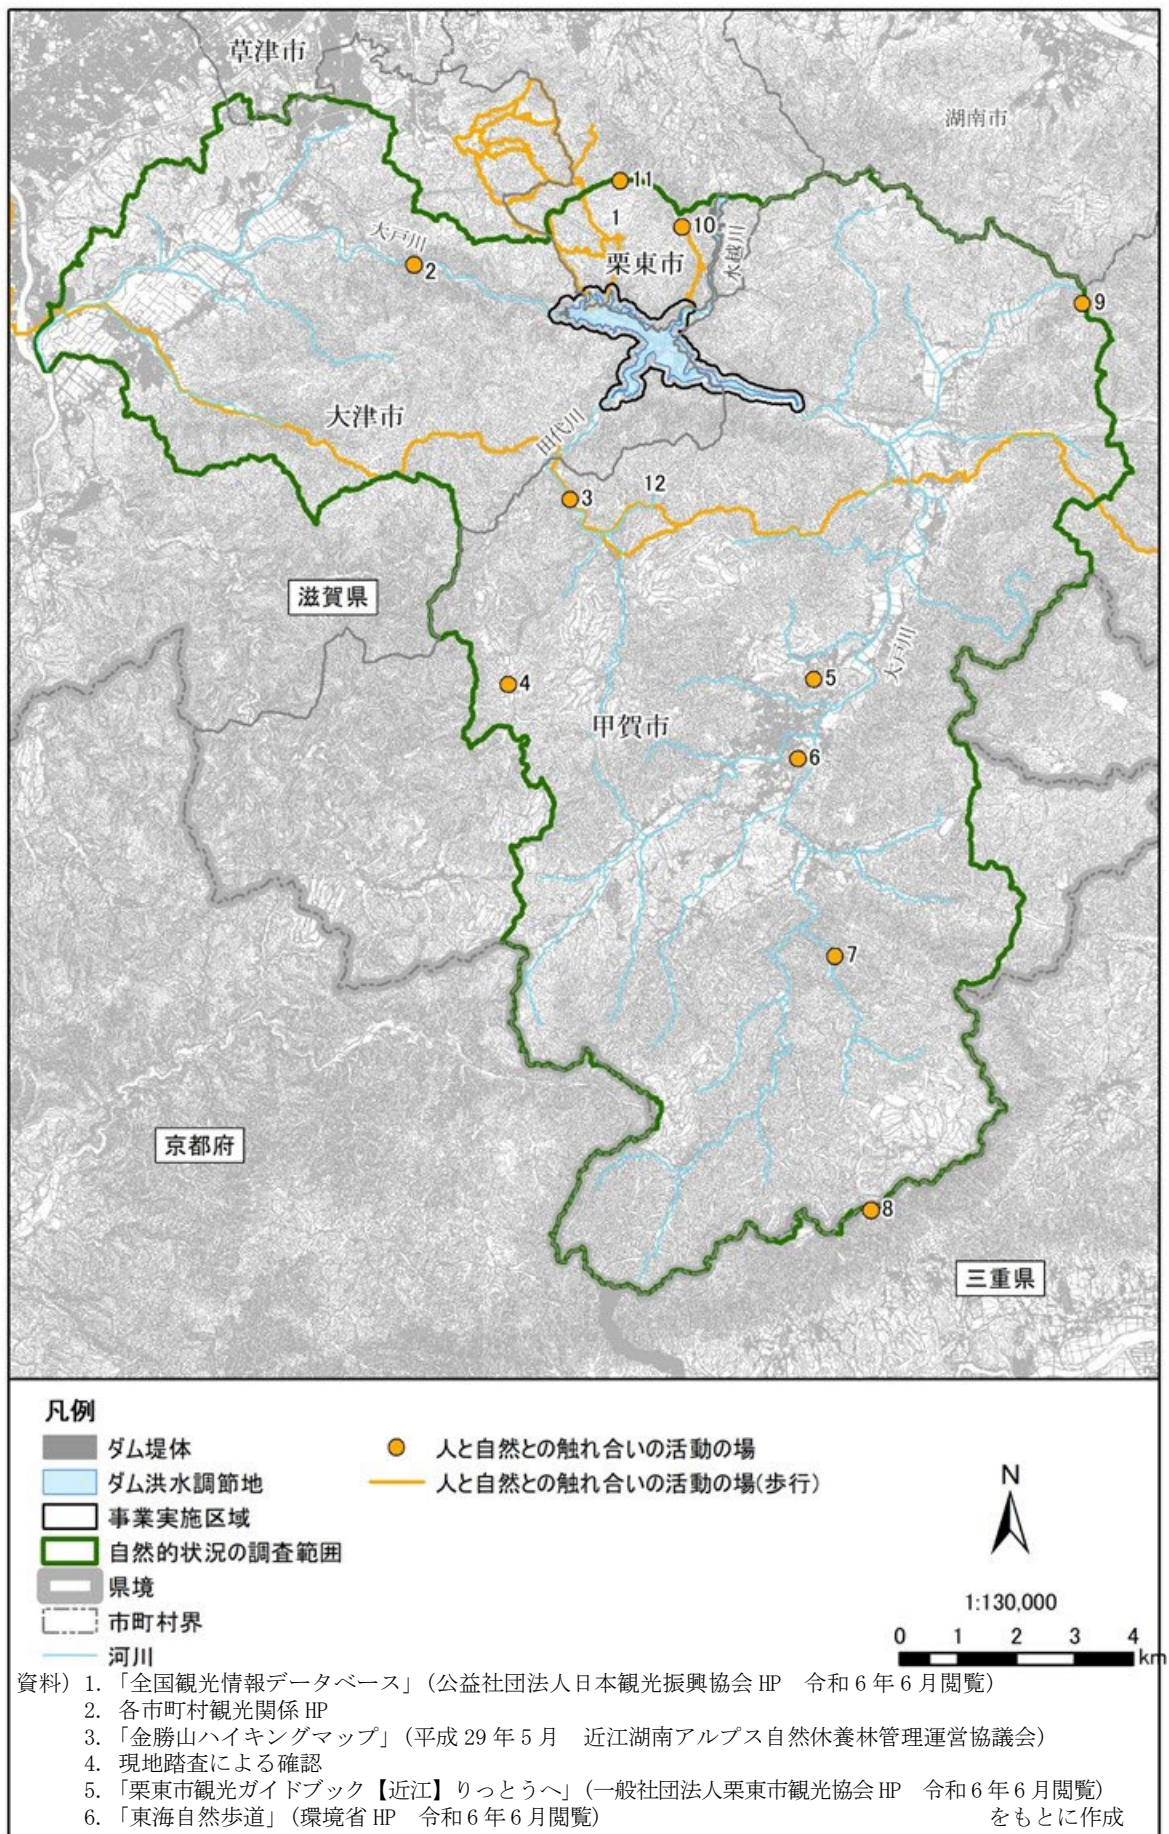 草津市
湖南市
11
1
10
大戸川
2
栗東市
水越川
9
大津市
田代川
3
12
滋賀県
大戸川
4
5
甲賀市
6
7
京都府
8
三重県
凡例
ダム堤体
人と自然との触れ合いの活動の場
ダム洪水調節地
人と自然との触れ合いの活動の場(歩行)
事業実施区域
自然的状況の調査範囲
県境
市町村界
河川
N
1:130,000
0 1 2 3 4
km
資料) 1. 「全国観光情報データベース」(公益社団法人日本観光振興協会 HP 令和 6 年 6 月閲覧)
2. 各市町村観光関係 HP
3. 「金勝山ハイキングマップ」(平成 29 年 5 月 近江湖南アルプス自然休養林管理運営協議会)
4. 現地踏査による確認
5. 「栗東市観光ガイドブック【近江】りっとうへ」(一般社団法人栗東市観光協会 HP 令和 6 年 6 月閲覧)
6. 「東海自然歩道」(環境省 HP 令和 6 年 6 月閲覧) をもとに作成